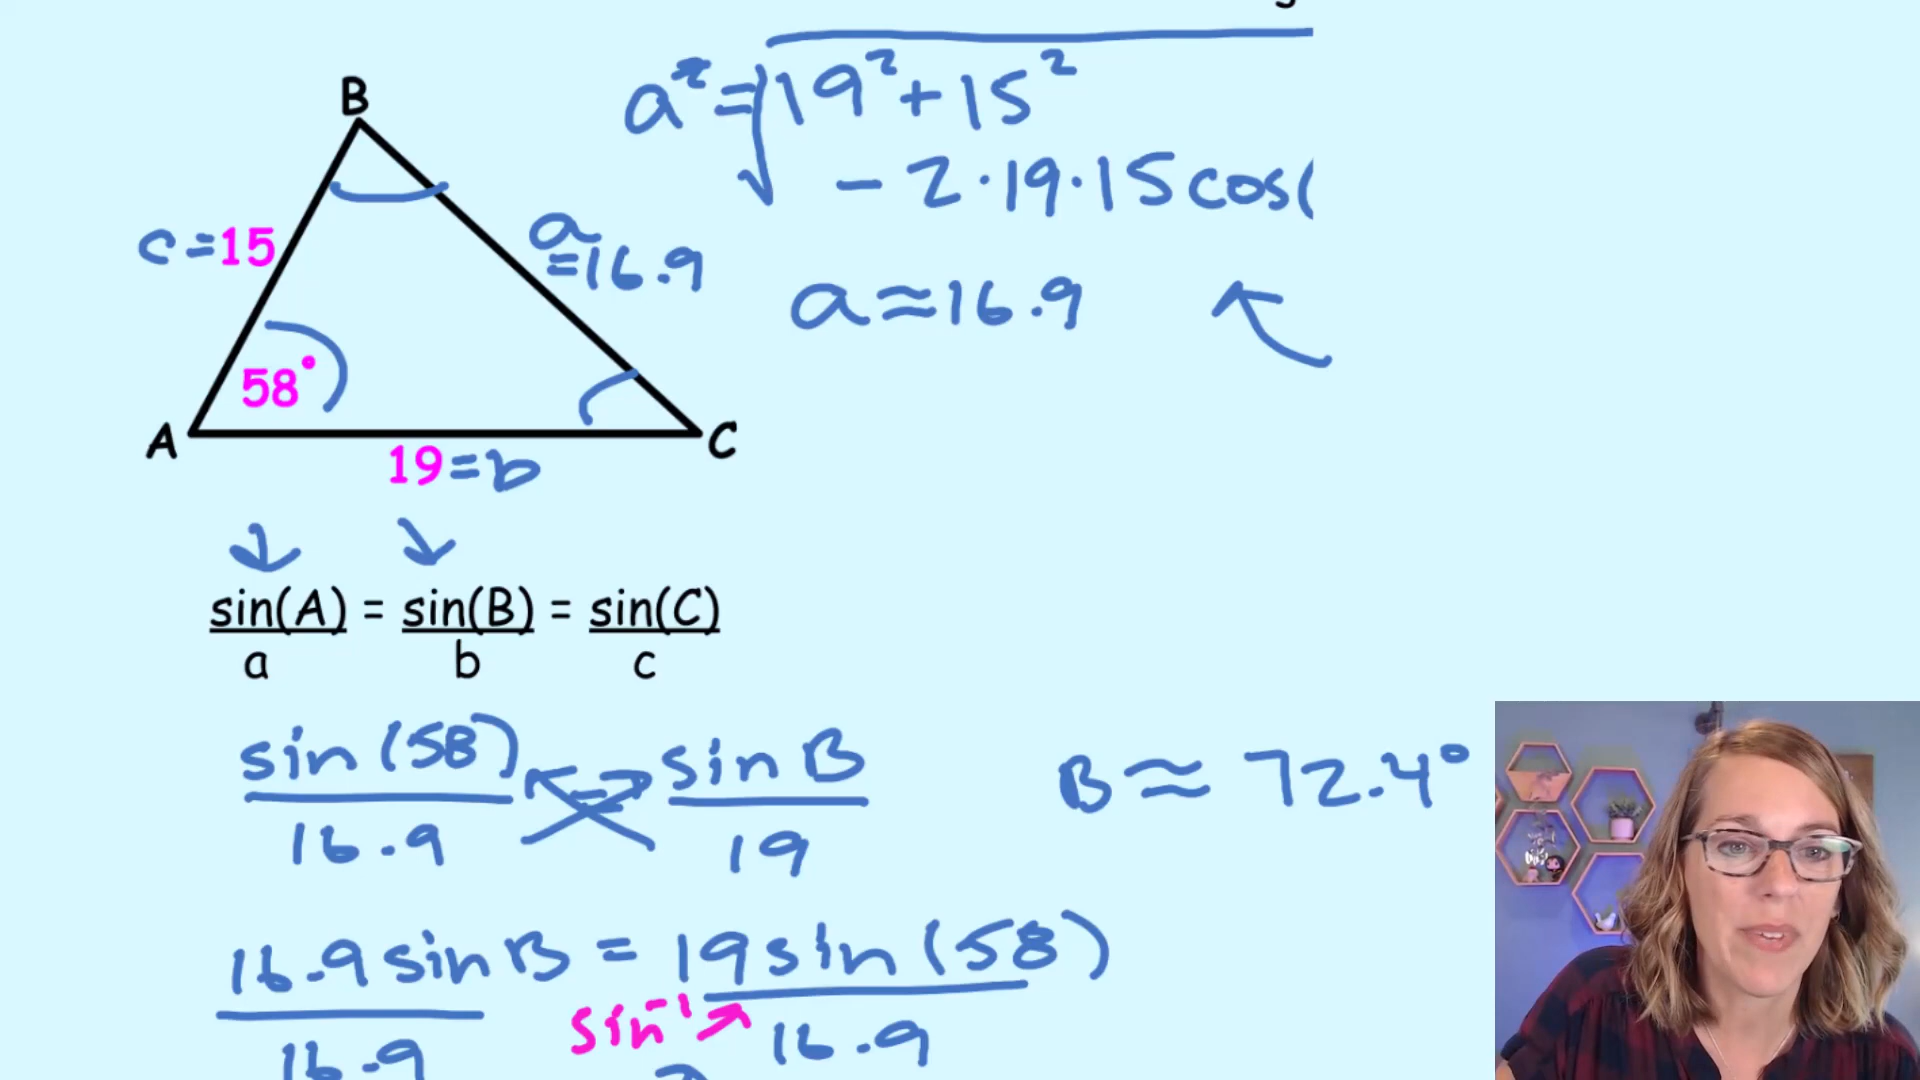 a² = √19² + 15²
− 2·19·15 cos(
a ≈ 16.9
B
c = 15
a
= 16.9
58°
A
C
19 = b
sin(A) = sin(B) = sin(C)
a b c
sin (58) = sin B
16.9 19
B ≈ 72.4°
16.9 sin B = 19 sin (58)
16.9 sin⁻¹ 16.9